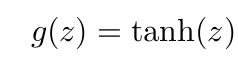 g(z) = tanh(z)